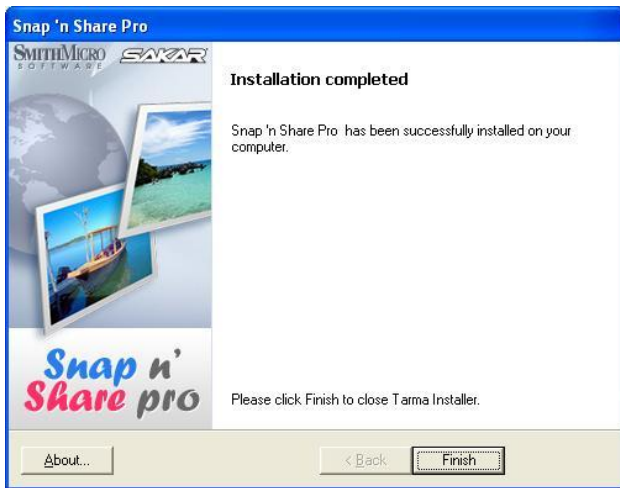 Snap 'n Share Pro
SMITHMICRO SAKAR
SOFTWARE
Installation completed
Snap 'n Share Pro has been successfully installed on your
computer.
Snap n'
Share pro
Please click Finish to close Tarma Installer.
About...
< Back
Finish